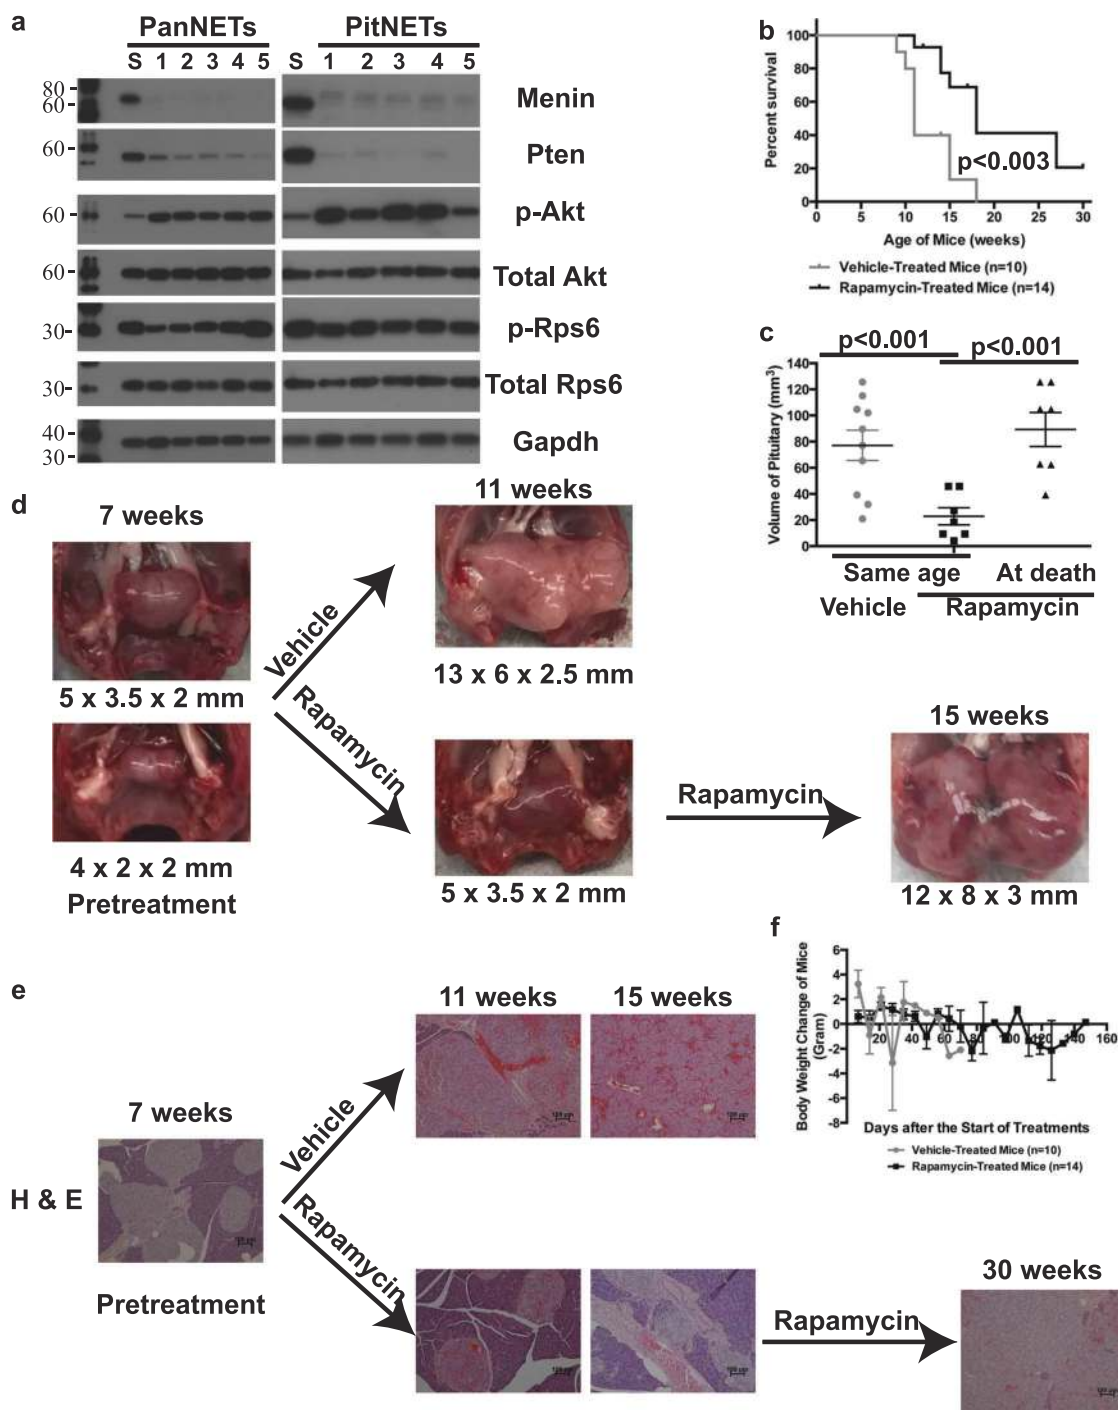 a
PanNETs PitNETs
S 1 2 3 4 5 S 1 2 3 4 5
80
60
Menin
60
Pten
60
p-Akt
60
Total Akt
30
p-Rps6
30
Total Rps6
40
30
Gapdh
b
Percent survival
100
80
60
40
20
0
p<0.003
0 5 10 15 20 25 30
Age of Mice (weeks)
Vehicle-Treated Mice (n=10)
Rapamycin-Treated Mice (n=14)
c
p<0.001 p<0.001
Volume of Pituitary (mm³)
140
120
100
80
60
40
20
0
Same age At death
Vehicle Rapamycin
d
7 weeks
5 x 3.5 x 2 mm
4 x 2 x 2 mm
Pretreatment
Vehicle
Rapamycin
11 weeks
13 x 6 x 2.5 mm
5 x 3.5 x 2 mm
Rapamycin
15 weeks
12 x 8 x 3 mm
e
H & E
7 weeks
Pretreatment
Vehicle
Rapamycin
11 weeks 15 weeks
Rapamycin
30 weeks
f
Body Weight Change of Mice
(Gram)
6
4
2
0
-2
-4
-6
-8
20 40 60 80 100 120 140 160
Days after the Start of Treatments
Vehicle-Treated Mice (n=10)
Rapamycin-Treated Mice (n=14)